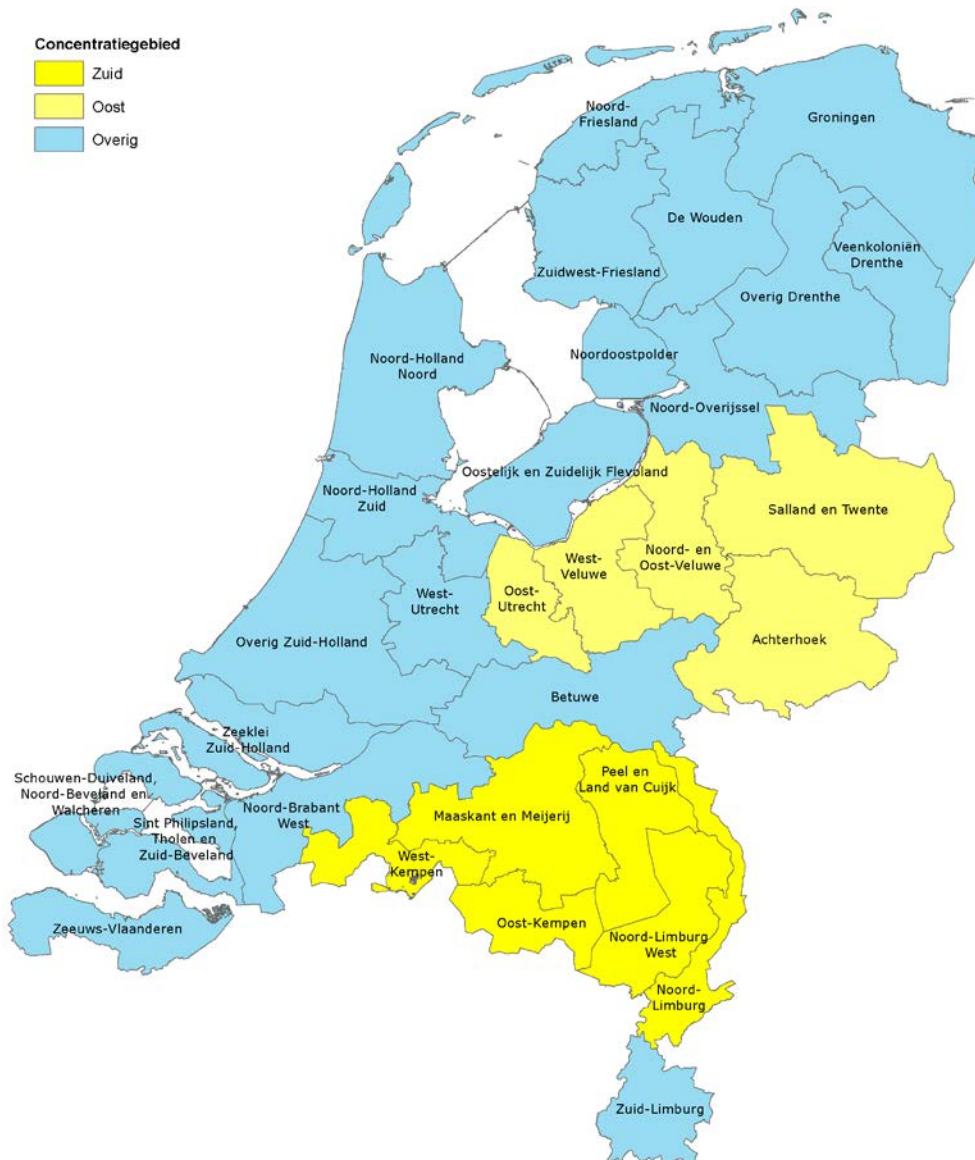 Concentratiegebied
Zuid
Oost
Overig
Noord-
Friesland
Groningen
De Wouden
Veenkoloniën
Drenthe
Zuidwest-Friesland
Overig Drenthe
Noord-Holland
Noord
Noordoostpolder
Noord-Overijssel
Oostelijk en Zuidelijk Flevoland
Noord-Holland
Zuid
Salland en Twente
West-
Veluwe
Noord- en
Oost-Veluwe
West-
Utrecht
Oost-
Utrecht
Overig Zuid-Holland
Achterhoek
Betuwe
Zeeklei
Zuid-Holland
Schouwen-Duiveland,
Noord-Beveland en
Walcheren
Peel en
Land van Cuijk
Noord-Brabant
West
Maaskant en Meijerij
Sint Philipsland,
Tholen en
Zuid-Beveland
West-
Kempen
Zeeuws-Vlaanderen
Oost-Kempen
Noord-Limburg
West
Noord-
Limburg
Zuid-Limburg